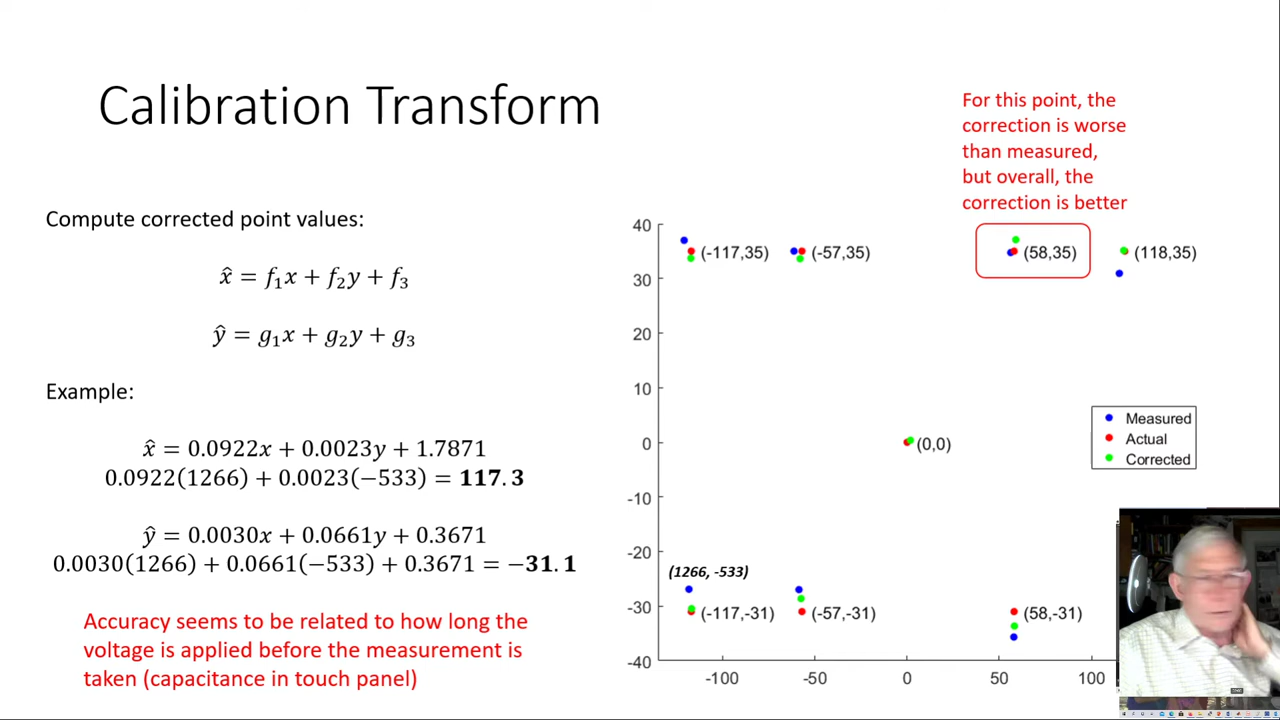 Calibration Transform
For this point, the
correction is worse
than measured,
but overall, the
correction is better
Compute corrected point values:
x̂ = f₁x + f₂y + f₃
ŷ = g₁x + g₂y + g₃
Example:
x̂ = 0.0922x + 0.0023y + 1.7871
0.0922(1266) + 0.0023(−533) = 117.3
ŷ = 0.0030x + 0.0661y + 0.3671
0.0030(1266) + 0.0661(−533) + 0.3671 = −31.1
Accuracy seems to be related to how long the
voltage is applied before the measurement is
taken (capacitance in touch panel)
40
30
20
10
0
-10
-20
-30
-40
(-117,35)
(-57,35)
(58,35)
(118,35)
(0,0)
Measured
Actual
Corrected
(1266, -533)
(-117,-31)
(-57,-31)
(58,-31)
-100
-50
0
50
100